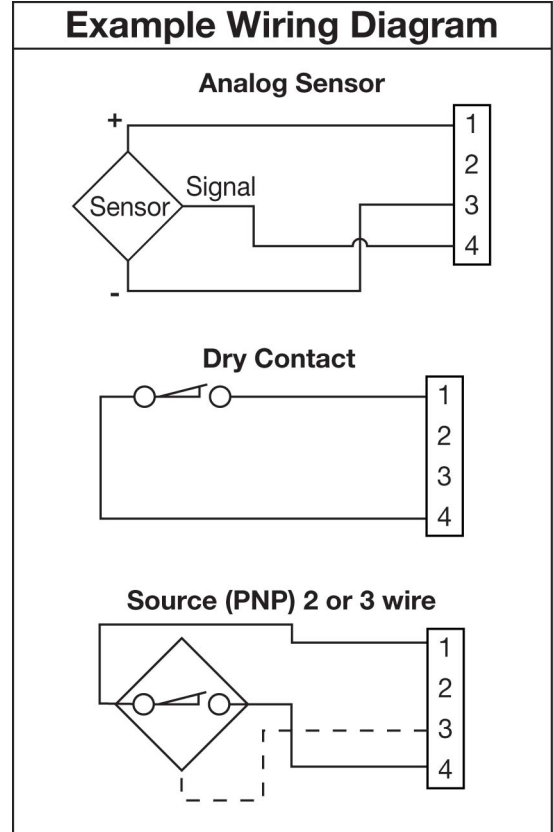 Example Wiring Diagram
Analog Sensor
+
1
2
Signal
Sensor
3
4
-
Dry Contact
1
2
3
4
Source (PNP) 2 or 3 wire
1
2
3
4